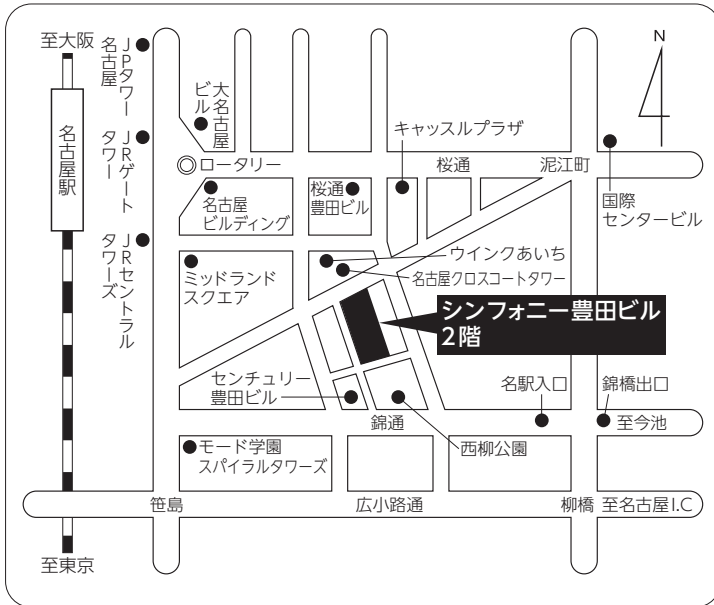 至大阪
JPタワー
名古屋
名古屋駅
JRゲート
タワー
JRセントラル
タワーズ
至東京
大名古屋
ビル
ロータリー
キャッスルプラザ
桜通
泥江町
N
国際
センタービル
名古屋
ビルディング
桜通
豊田ビル
ウインクあいち
名古屋クロスコートタワー
ミッドランド
スクエア
シンフォニー豊田ビル
2階
センチュリー
豊田ビル
名駅入口
錦橋出口
錦通
西柳公園
至今池
モード学園
スパイラルタワーズ
笹島
広小路通
柳橋
至名古屋I.C